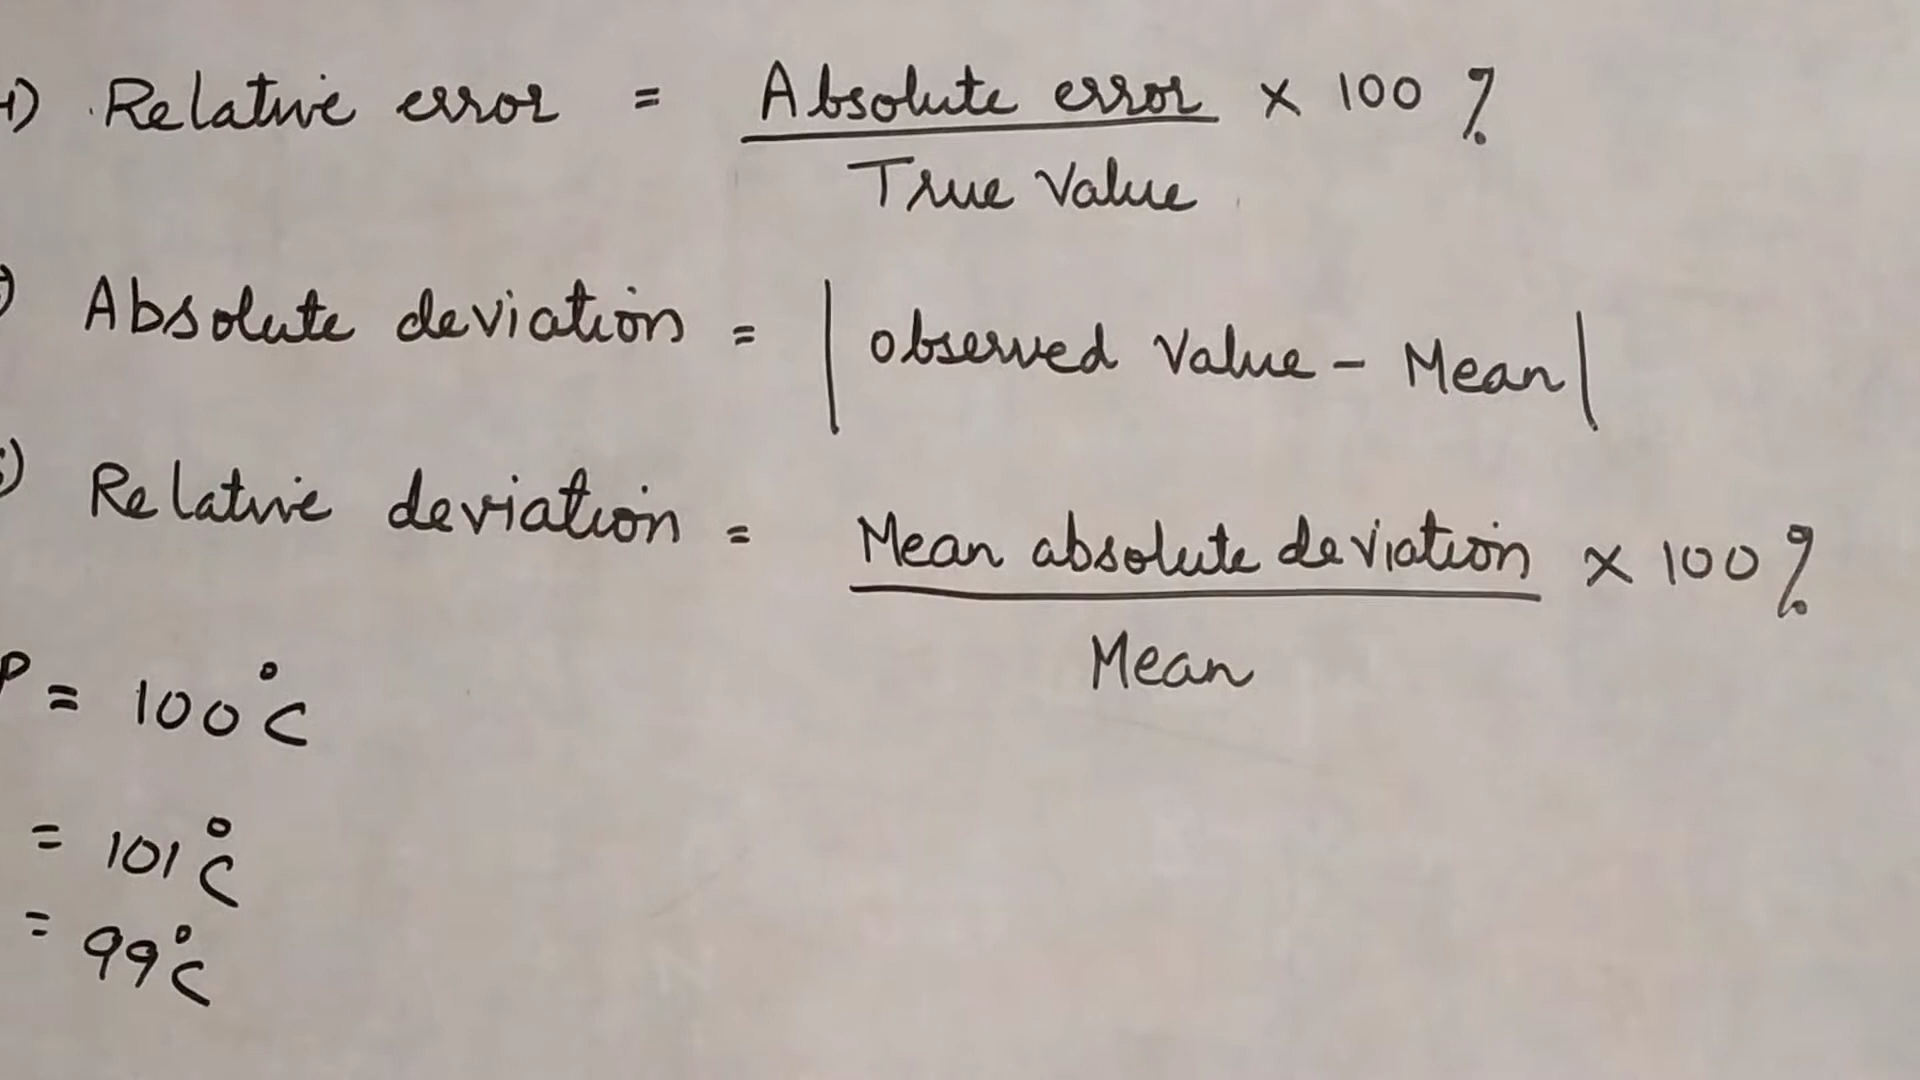 4) Relative error = Absolute error × 100 %
True Value
) Absolute deviation = | observed Value - Mean |
) Relative deviation = Mean absolute deviation × 100 %
Mean
P = 100°C
= 101°C
= 99°C